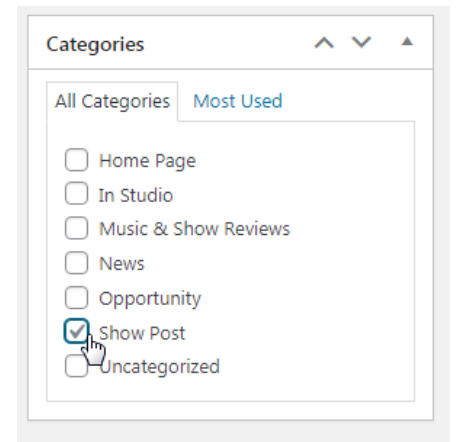 Categories
All Categories Most Used
Home Page
In Studio
Music & Show Reviews
News
Opportunity
Show Post
Uncategorized